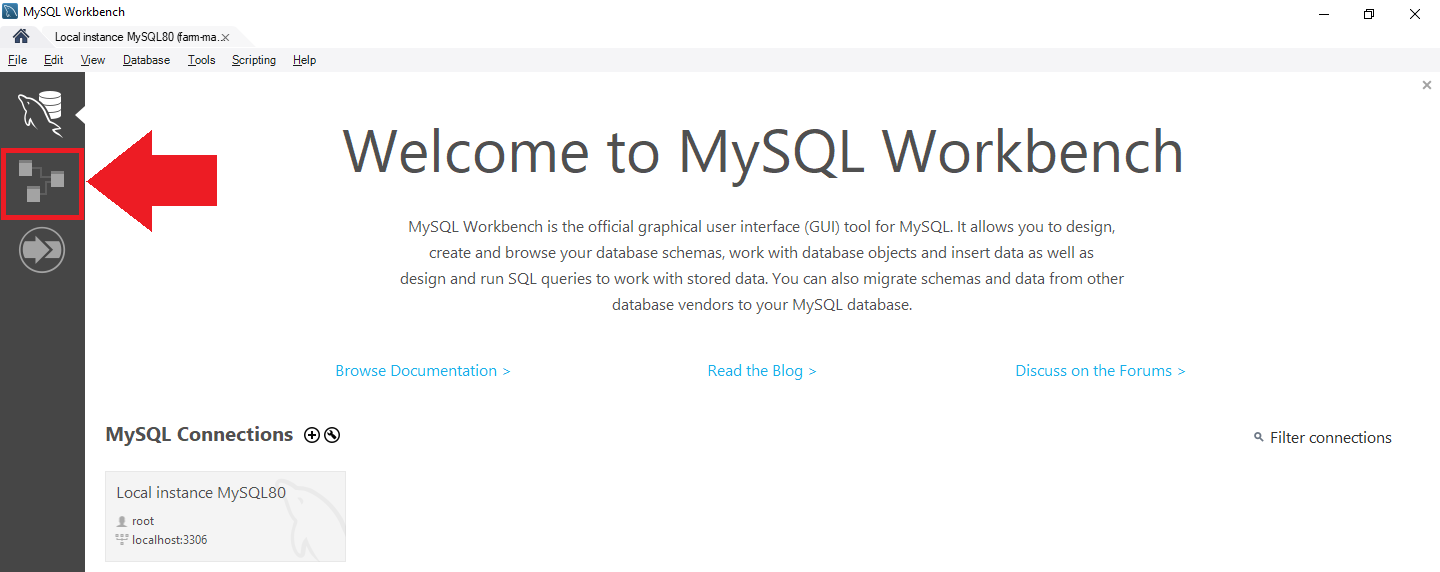 MySQL Workbench
Local instance MySQL80 (farm-ma...
File Edit View Database Tools Scripting Help
Welcome to MySQL Workbench
MySQL Workbench is the official graphical user interface (GUI) tool for MySQL. It allows you to design,
create and browse your database schemas, work with database objects and insert data as well as
design and run SQL queries to work with stored data. You can also migrate schemas and data from other
database vendors to your MySQL database.
Browse Documentation > Read the Blog > Discuss on the Forums >
MySQL Connections
Filter connections
Local instance MySQL80
root
localhost:3306